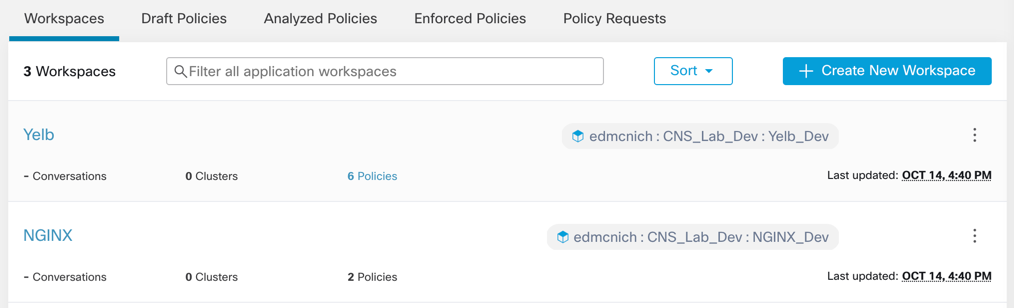 Workspaces Draft Policies Analyzed Policies Enforced Policies Policy Requests
3 Workspaces Filter all application workspaces Sort + Create New Workspace
Yelb edmcnich : CNS_Lab_Dev : Yelb_Dev
- Conversations 0 Clusters 6 Policies Last updated: OCT 14, 4:40 PM
NGINX edmcnich : CNS_Lab_Dev : NGINX_Dev
- Conversations 0 Clusters 2 Policies Last updated: OCT 14, 4:40 PM